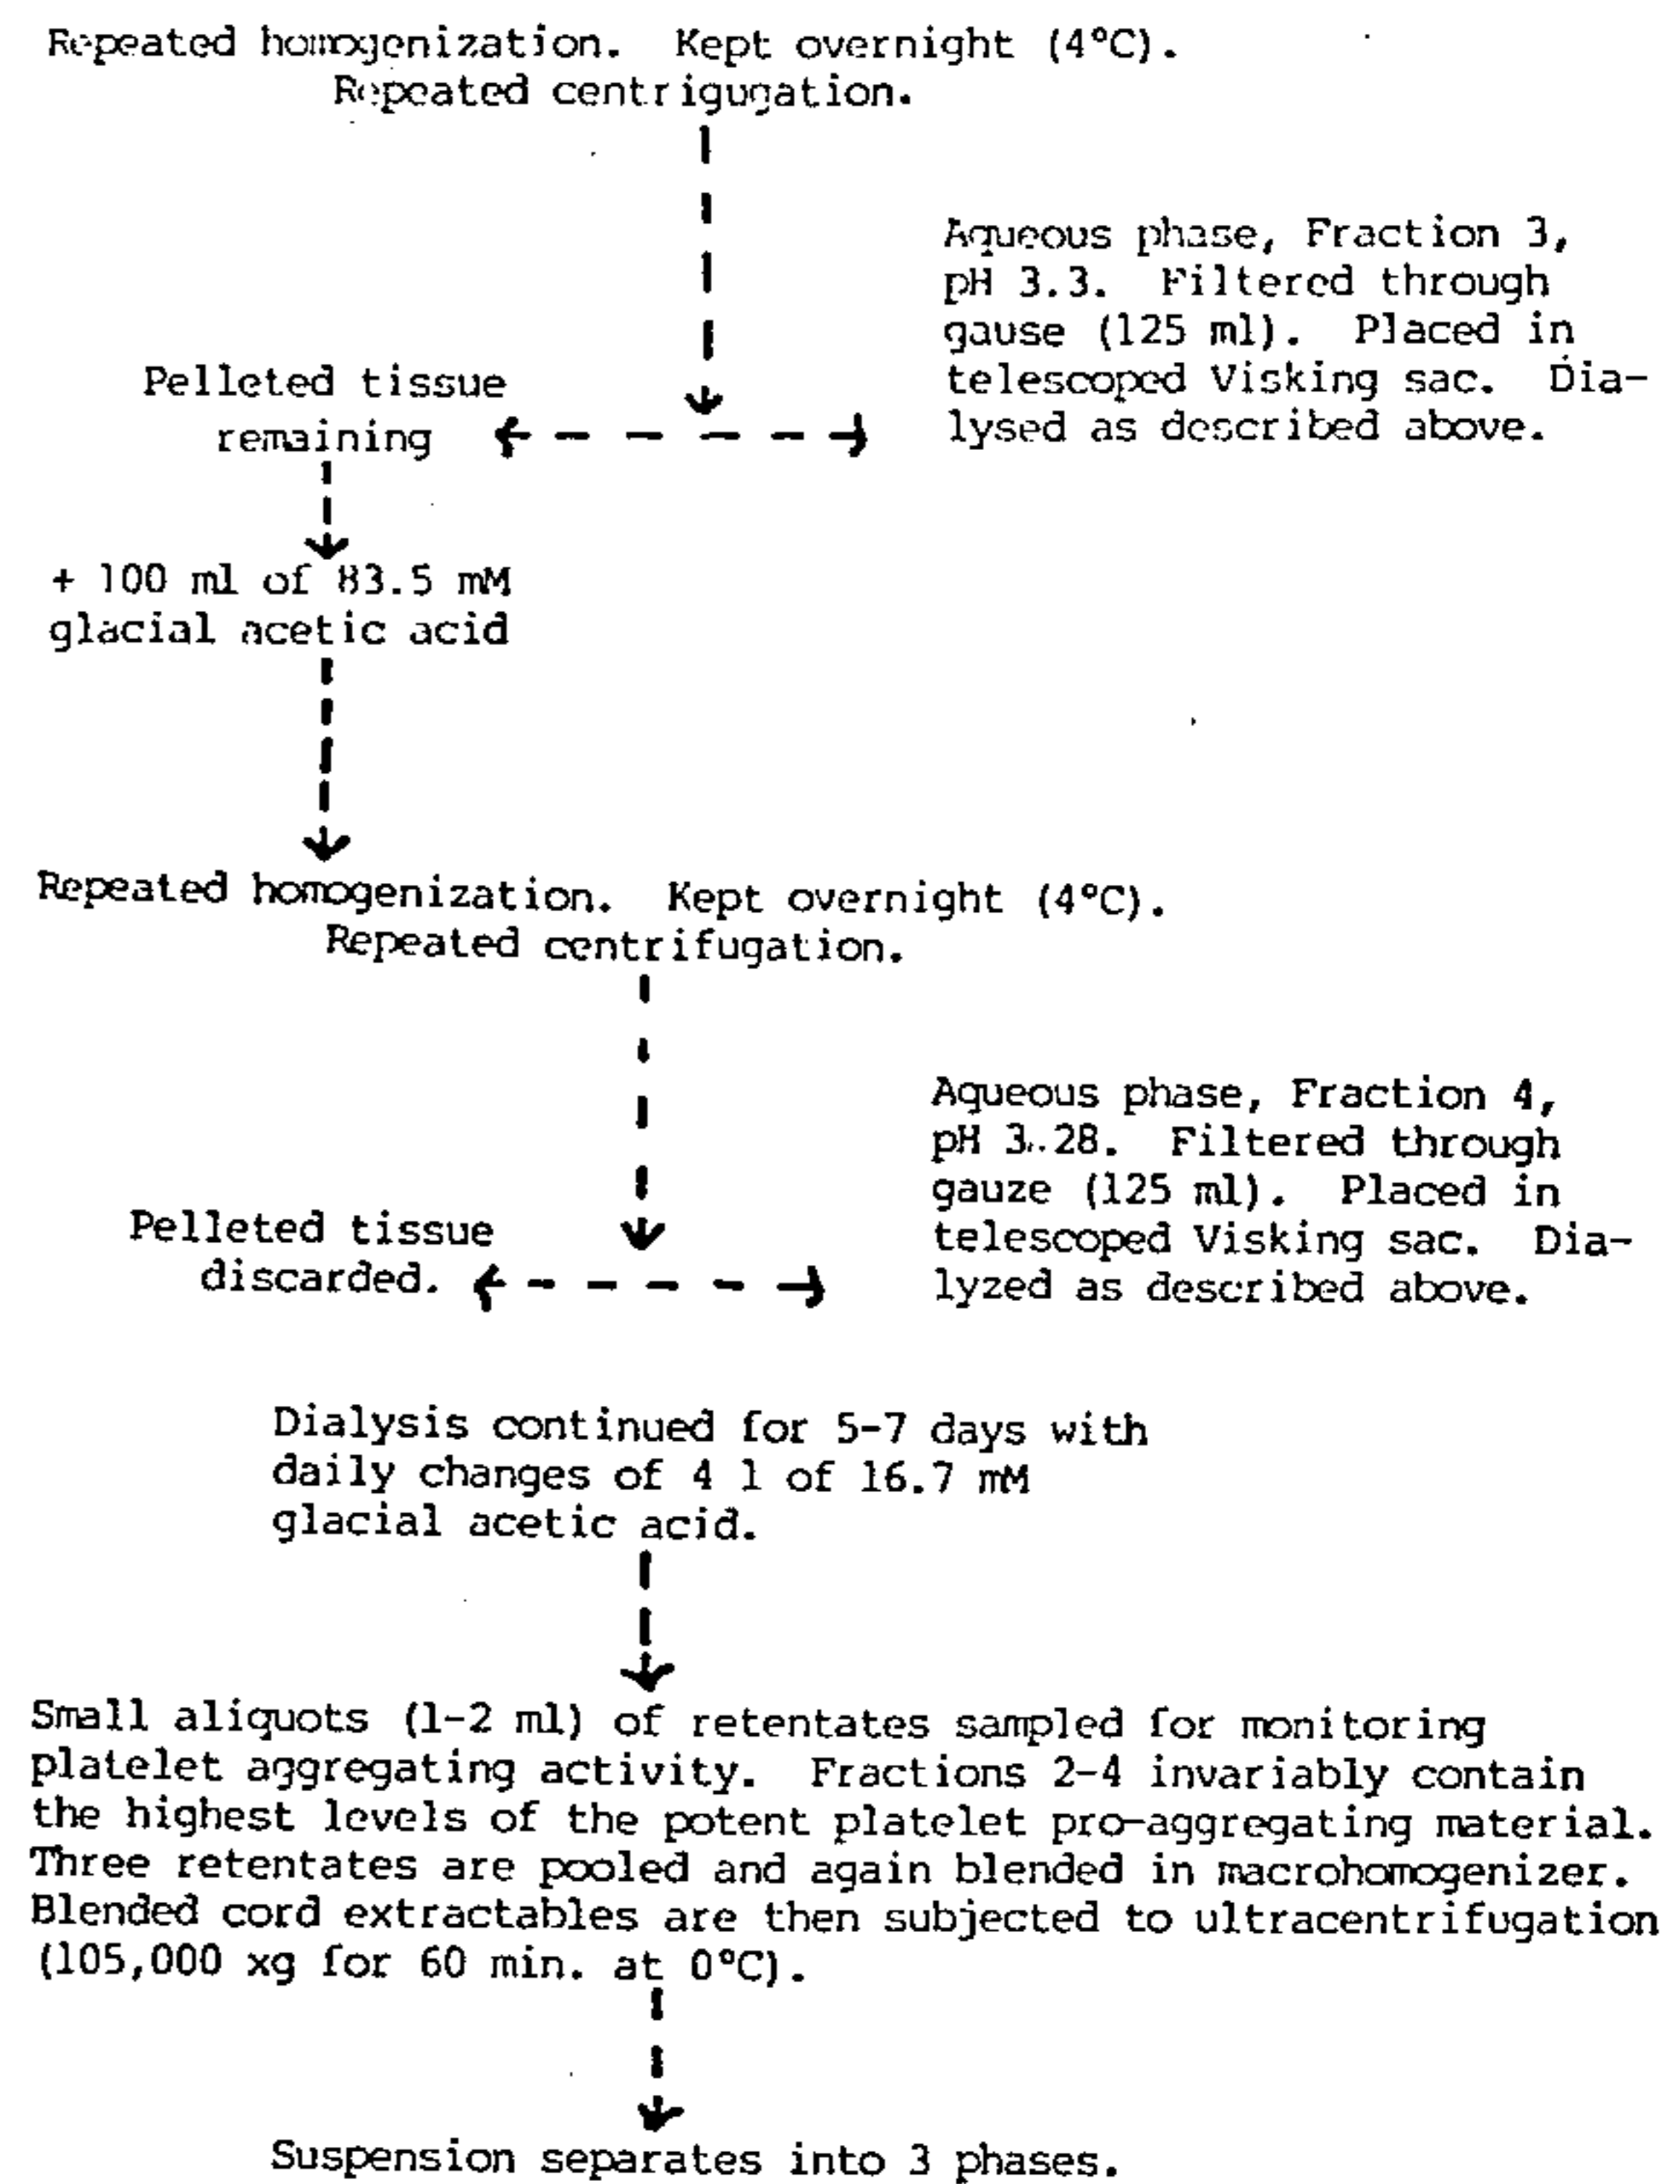 Repeated homogenization. Kept overnight (4°C).
Repeated centrigugation.
Aqueous phase, Fraction 3,
pH 3.3. Filtered through
gause (125 ml). Placed in
telescoped Visking sac. Dia-
lysed as described above.
Pelleted tissue
remaining
+ 100 ml of 83.5 mM
glacial acetic acid
Repeated homogenization. Kept overnight (4°C).
Repeated centrifugation.
Aqueous phase, Fraction 4,
pH 3.28. Filtered through
gauze (125 ml). Placed in
telescoped Visking sac. Dia-
lyzed as described above.
Pelleted tissue
discarded.
Dialysis continued for 5-7 days with
daily changes of 4 l of 16.7 mM
glacial acetic acid.
Small aliquots (1-2 ml) of retentates sampled for monitoring
platelet aggregating activity. Fractions 2-4 invariably contain
the highest levels of the potent platelet pro-aggregating material.
Three retentates are pooled and again blended in macrohomogenizer.
Blended cord extractables are then subjected to ultracentrifugation
(105,000 xg for 60 min. at 0°C).
Suspension separates into 3 phases.